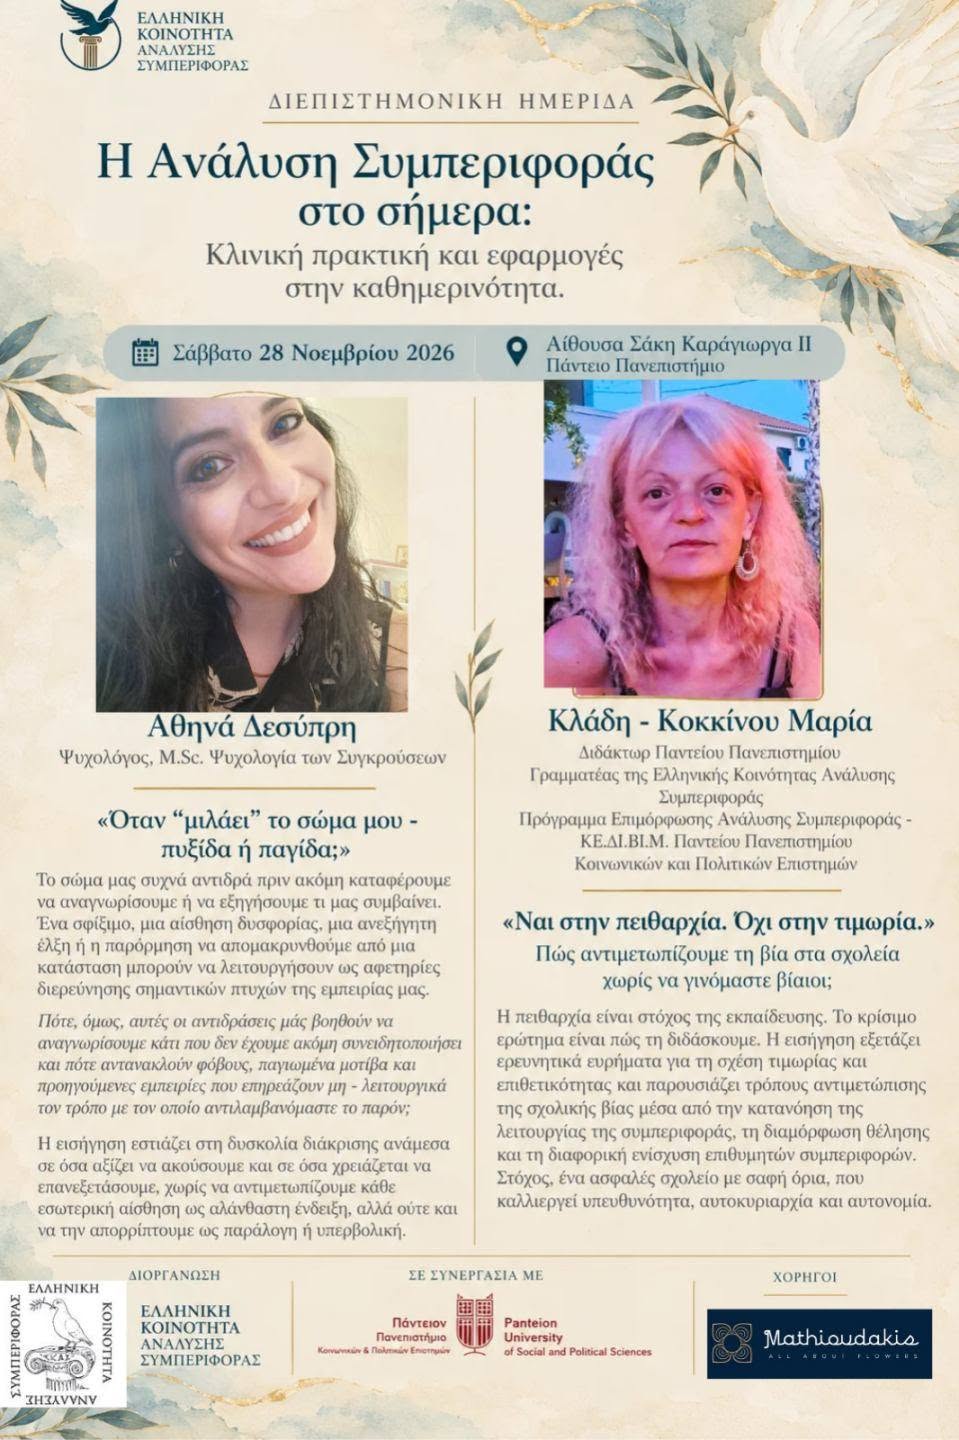 ΕΛΛΗΝΙΚΗ
ΚΟΙΝΟΤΗΤΑ
ΑΝΑΛΥΣΗΣ
ΣΥΜΠΕΡΙΦΟΡΑΣ
ΔΙΕΠΙΣΤΗΜΟΝΙΚΗ ΗΜΕΡΙΔΑ
Η Ανάλυση Συμπεριφοράς
στο σήμερα:
Κλινική πρακτική και εφαρμογές
στην καθημερινότητα.
Σάββατο 28 Νοεμβρίου 2026
Αίθουσα Σάκη Καράγιωργα ΙΙ
Πάντειο Πανεπιστήμιο
Αθηνά Δεσύπρη
Ψυχολόγος, M.Sc. Ψυχολογία των Συγκρούσεων
«Όταν “μιλάει” το σώμα μου -
πυξίδα ή παγίδα;»
Το σώμα μας συχνά αντιδρά πριν ακόμη καταφέρουμε
να αναγνωρίσουμε ή να εξηγήσουμε τι μας συμβαίνει.
Ένα σφίξιμο, μια αίσθηση δυσφορίας, μια ανεξήγητη
έλξη ή η παρόρμηση να απομακρυνθούμε από μια
κατάσταση μπορούν να λειτουργήσουν ως αφετηρίες
διερεύνησης σημαντικών πτυχών της εμπειρίας μας.
Πότε, όμως, αυτές οι αντιδράσεις μάς βοηθούν να
αναγνωρίσουμε κάτι που δεν έχουμε ακόμη συνειδητοποιήσει
και πότε αντανακλούν φόβους, παγιωμένα μοτίβα και
προηγούμενες εμπειρίες που επηρεάζουν μη - λειτουργικά
τον τρόπο με τον οποίο αντιλαμβανόμαστε το παρόν;
Η εισήγηση εστιάζει στη δυσκολία διάκρισης ανάμεσα
σε όσα αξίζει να ακούσουμε και σε όσα χρειάζεται να
επανεξετάσουμε, χωρίς να αντιμετωπίζουμε κάθε
εσωτερική αίσθηση ως αλάνθαστη ένδειξη, αλλά ούτε και
να την απορρίπτουμε ως παράλογη ή υπερβολική.
Κλάδη - Κοκκίνου Μαρία
Διδάκτωρ Παντείου Πανεπιστημίου
Γραμματέας της Ελληνικής Κοινότητας Ανάλυσης
Συμπεριφοράς
Πρόγραμμα Επιμόρφωσης Ανάλυσης Συμπεριφοράς -
ΚΕ.ΔΙ.ΒΙ.Μ. Παντείου Πανεπιστημίου
Κοινωνικών και Πολιτικών Επιστημών
«Ναι στην πειθαρχία. Όχι στην τιμωρία.»
Πώς αντιμετωπίζουμε τη βία στα σχολεία
χωρίς να γινόμαστε βίαιοι;
Η πειθαρχία είναι στόχος της εκπαίδευσης. Το κρίσιμο
ερώτημα είναι πώς τη διδάσκουμε. Η εισήγηση εξετάζει
ερευνητικά ευρήματα για τη σχέση τιμωρίας και
επιθετικότητας και παρουσιάζει τρόπους αντιμετώπισης
της σχολικής βίας μέσα από την κατανόηση της
λειτουργίας της συμπεριφοράς, τη διαμόρφωση θέλησης
και τη διαφορική ενίσχυση επιθυμητών συμπεριφορών.
Στόχος, ένα ασφαλές σχολείο με σαφή όρια, που
καλλιεργεί υπευθυνότητα, αυτοκυριαρχία και αυτονομία.
ΔΙΟΡΓΑΝΩΣΗ
ΕΛΛΗΝΙΚΗ
ΚΟΙΝΟΤΗΤΑ
ΑΝΑΛΥΣΗΣ
ΣΥΜΠΕΡΙΦΟΡΑΣ
Ε.Κ.Α.Σ.
ΕΛΛΗΝΙΚΗ
ΚΟΙΝΟΤΗΤΑ
ΑΝΑΛΥΣΗΣ
ΣΥΜΠΕΡΙΦΟΡΑΣ
ΣΕ ΣΥΝΕΡΓΑΣΙΑ ΜΕ
Πάντειον
Πανεπιστήμιο
Κοινωνικών & Πολιτικών Επιστημών
Panteion
University
of Social and Political Sciences
ΧΟΡΗΓΟΙ
Mathioudakis
ALL ABOUT FLOWERS